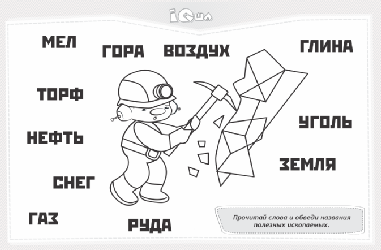 МЕЛ
ГОРА
ВОЗДУХ
ГЛИНА
ТОРФ
НЕФТЬ
УГОЛЬ
ЗЕМЛЯ
СНЕГ
ГАЗ
РУДА
Прочитай слова и обведи названия
полезных ископаемых.